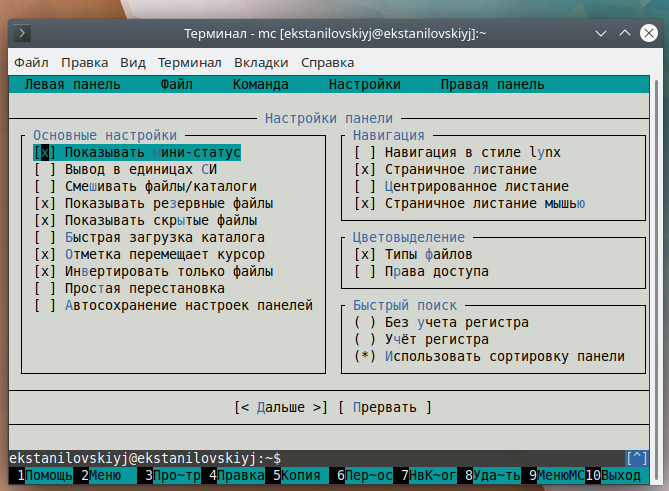 Терминал - mc [ekstanilovskiyj@ekstanilovskiyj]:~
Файл Правка Вид Терминал Вкладки Справка
Левая панель Файл Команда Настройки Правая панель
Настройки панели
Основные настройки
[x] Показывать мини-статус
[ ] Вывод в единицах СИ
[ ] Смешивать файлы/каталоги
[x] Показывать резервные файлы
[x] Показывать скрытые файлы
[ ] Быстрая загрузка каталога
[x] Отметка перемещает курсор
[x] Инвертировать только файлы
[ ] Простая перестановка
[ ] Автосохранение настроек панелей
Навигация
[ ] Навигация в стиле lynx
[x] Страничное листание
[ ] Центрированное листание
[x] Страничное листание мышью
Цветовыделение
[x] Типы файлов
[ ] Права доступа
Быстрый поиск
( ) Без учета регистра
( ) Учёт регистра
(*) Использовать сортировку панели
[< Дальше >] [ Прервать ]
ekstanilovskiyj@ekstanilovskiyj:~$ [^]
1Помощь 2Меню 3Про~тр 4Правка 5Копия 6Пер~ос 7НвК~ог 8Уда~ть 9МенюMC 10Выход